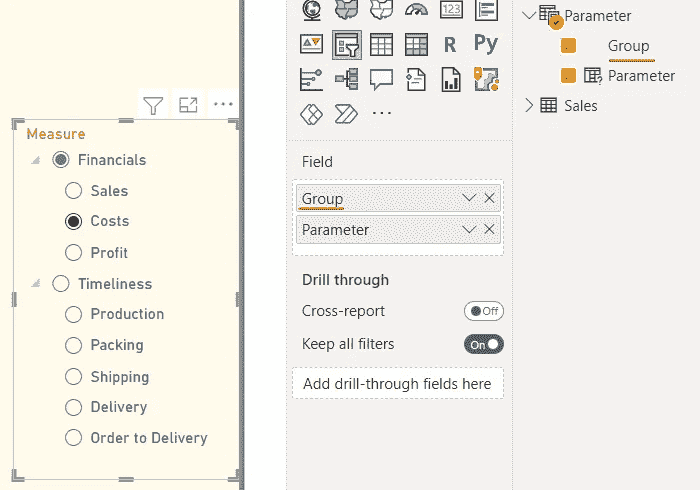 Measure
Financials
Sales
Costs
Profit
Timeliness
Production
Packing
Shipping
Delivery
Order to Delivery
123
R
Py
...
Field
Group
Parameter
Drill through
Cross-report
Off
Keep all filters
On
Add drill-through fields here
Parameter
Group
Parameter
Sales